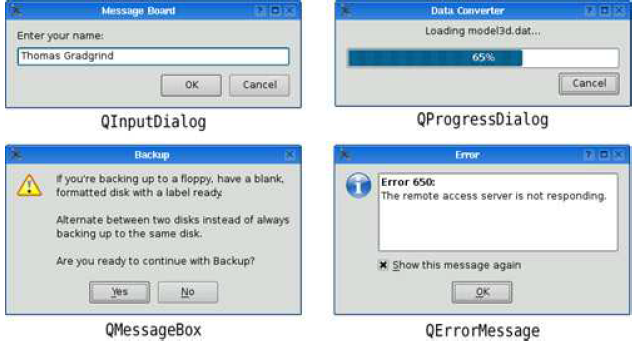 Message Board
Enter your name:
Thomas Gradgrind
OK
Cancel
QInputDialog
Data Converter
Loading model3d.dat...
65%
Cancel
QProgressDialog
Backup
If you're backing up to a floppy, have a blank,
formatted disk with a label ready.
Alternate between two disks instead of always
backing up to the same disk.
Are you ready to continue with Backup?
Yes
No
QMessageBox
Error
Error 650:
The remote access server is not responding.
Show this message again
OK
QErrorMessage